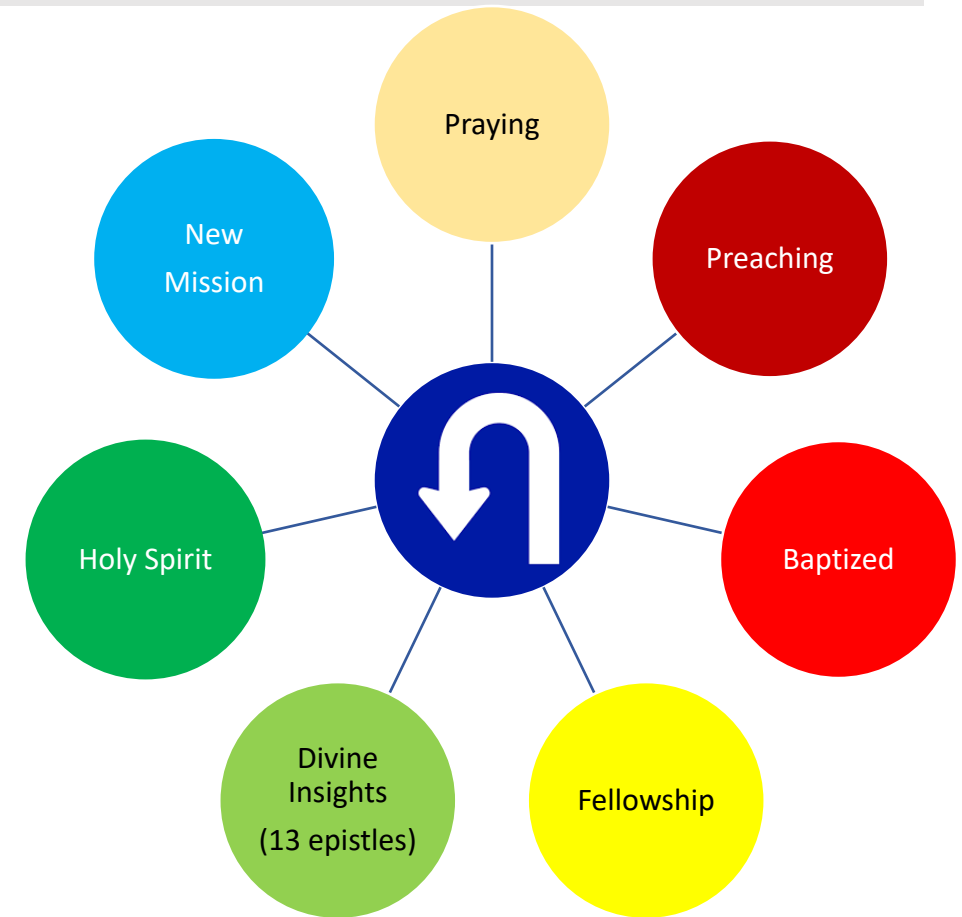 Praying
Preaching
Baptized
Fellowship
Divine
Insights
(13 epistles)
Holy Spirit
New
Mission